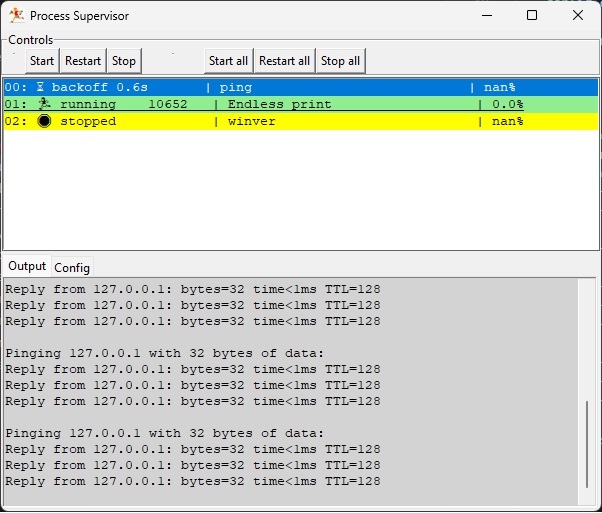 Process Supervisor
Controls
Start Restart Stop Start all Restart all Stop all
00: ⌛ backoff 0.6s | ping | nan%
01: 🏃 running 10652 | Endless print | 0.0%
02: ⚫ stopped | winver | nan%
Output Config
Reply from 127.0.0.1: bytes=32 time<1ms TTL=128
Reply from 127.0.0.1: bytes=32 time<1ms TTL=128
Reply from 127.0.0.1: bytes=32 time<1ms TTL=128
Pinging 127.0.0.1 with 32 bytes of data:
Reply from 127.0.0.1: bytes=32 time<1ms TTL=128
Reply from 127.0.0.1: bytes=32 time<1ms TTL=128
Reply from 127.0.0.1: bytes=32 time<1ms TTL=128
Pinging 127.0.0.1 with 32 bytes of data:
Reply from 127.0.0.1: bytes=32 time<1ms TTL=128
Reply from 127.0.0.1: bytes=32 time<1ms TTL=128
Reply from 127.0.0.1: bytes=32 time<1ms TTL=128